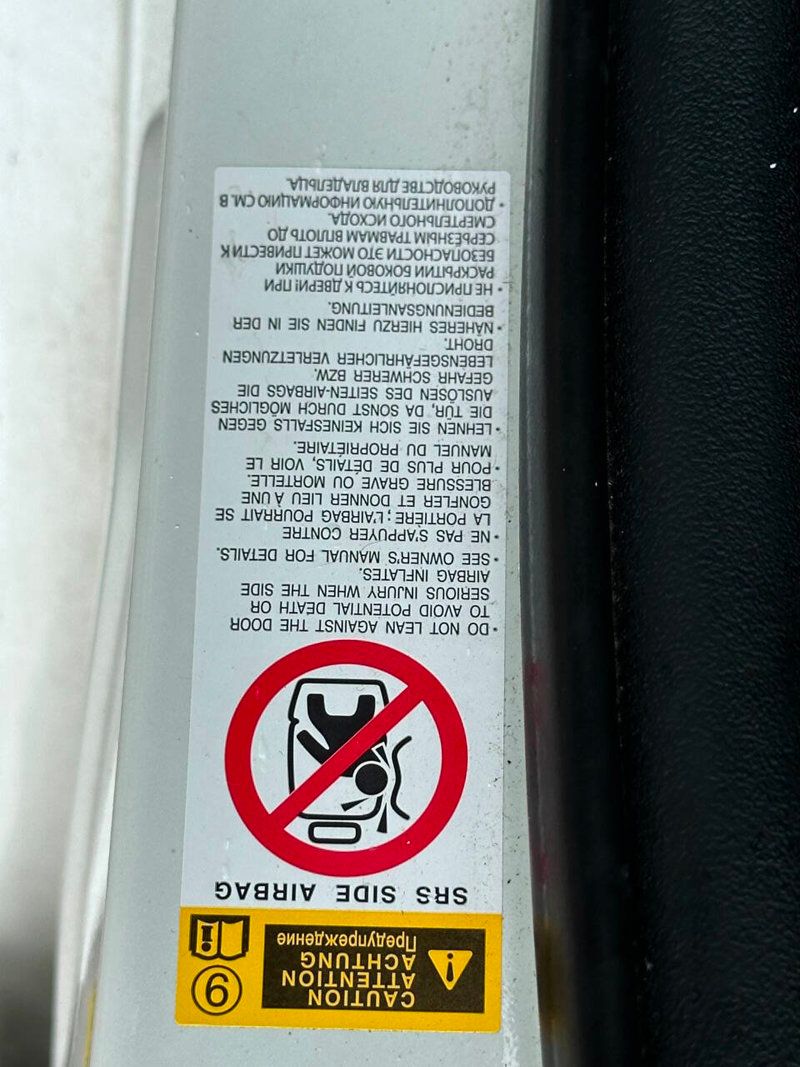 CAUTION
ATTENTION
ACHTUNG
Предупреждение
6
SRS SIDE AIRBAG
• DO NOT LEAN AGAINST THE DOOR
TO AVOID POTENTIAL DEATH OR
SERIOUS INJURY WHEN THE SIDE
AIRBAG INFLATES.
• SEE OWNER'S MANUAL FOR DETAILS.
• NE PAS S'APPUYER CONTRE
LA PORTIÈRE ; L'AIRBAG POURRAIT SE
GONFLER ET DONNER LIEU À UNE
BLESSURE GRAVE OU MORTELLE.
• POUR PLUS DE DÉTAILS, VOIR LE
MANUEL DU PROPRIÉTAIRE.
• LEHNEN SIE SICH KEINESFALLS GEGEN
DIE TÜR, DA SONST DURCH MÖGLICHES
AUSLÖSEN DES SEITEN-AIRBAGS DIE
GEFAHR SCHWERER BZW.
LEBENSGEFÄHRLICHER VERLETZUNGEN
DROHT.
• NÄHERES HIERZU FINDEN SIE IN DER
BEDIENUNGSANLEITUNG.
• НЕ ПРИСЛОНЯЙТЕСЬ К ДВЕРИ! ПРИ
РАСКРЫТИИ БОКОВОЙ ПОДУШКИ
БЕЗОПАСНОСТИ ЭТО МОЖЕТ ПРИВЕСТИ К
СЕРЬЕЗНЫМ ТРАВМАМ ВПЛОТЬ ДО
СМЕРТЕЛЬНОГО ИСХОДА.
• ДОПОЛНИТЕЛЬНУЮ ИНФОРМАЦИЮ СМ. В
РУКОВОДСТВЕ ДЛЯ ВЛАДЕЛЬЦА.